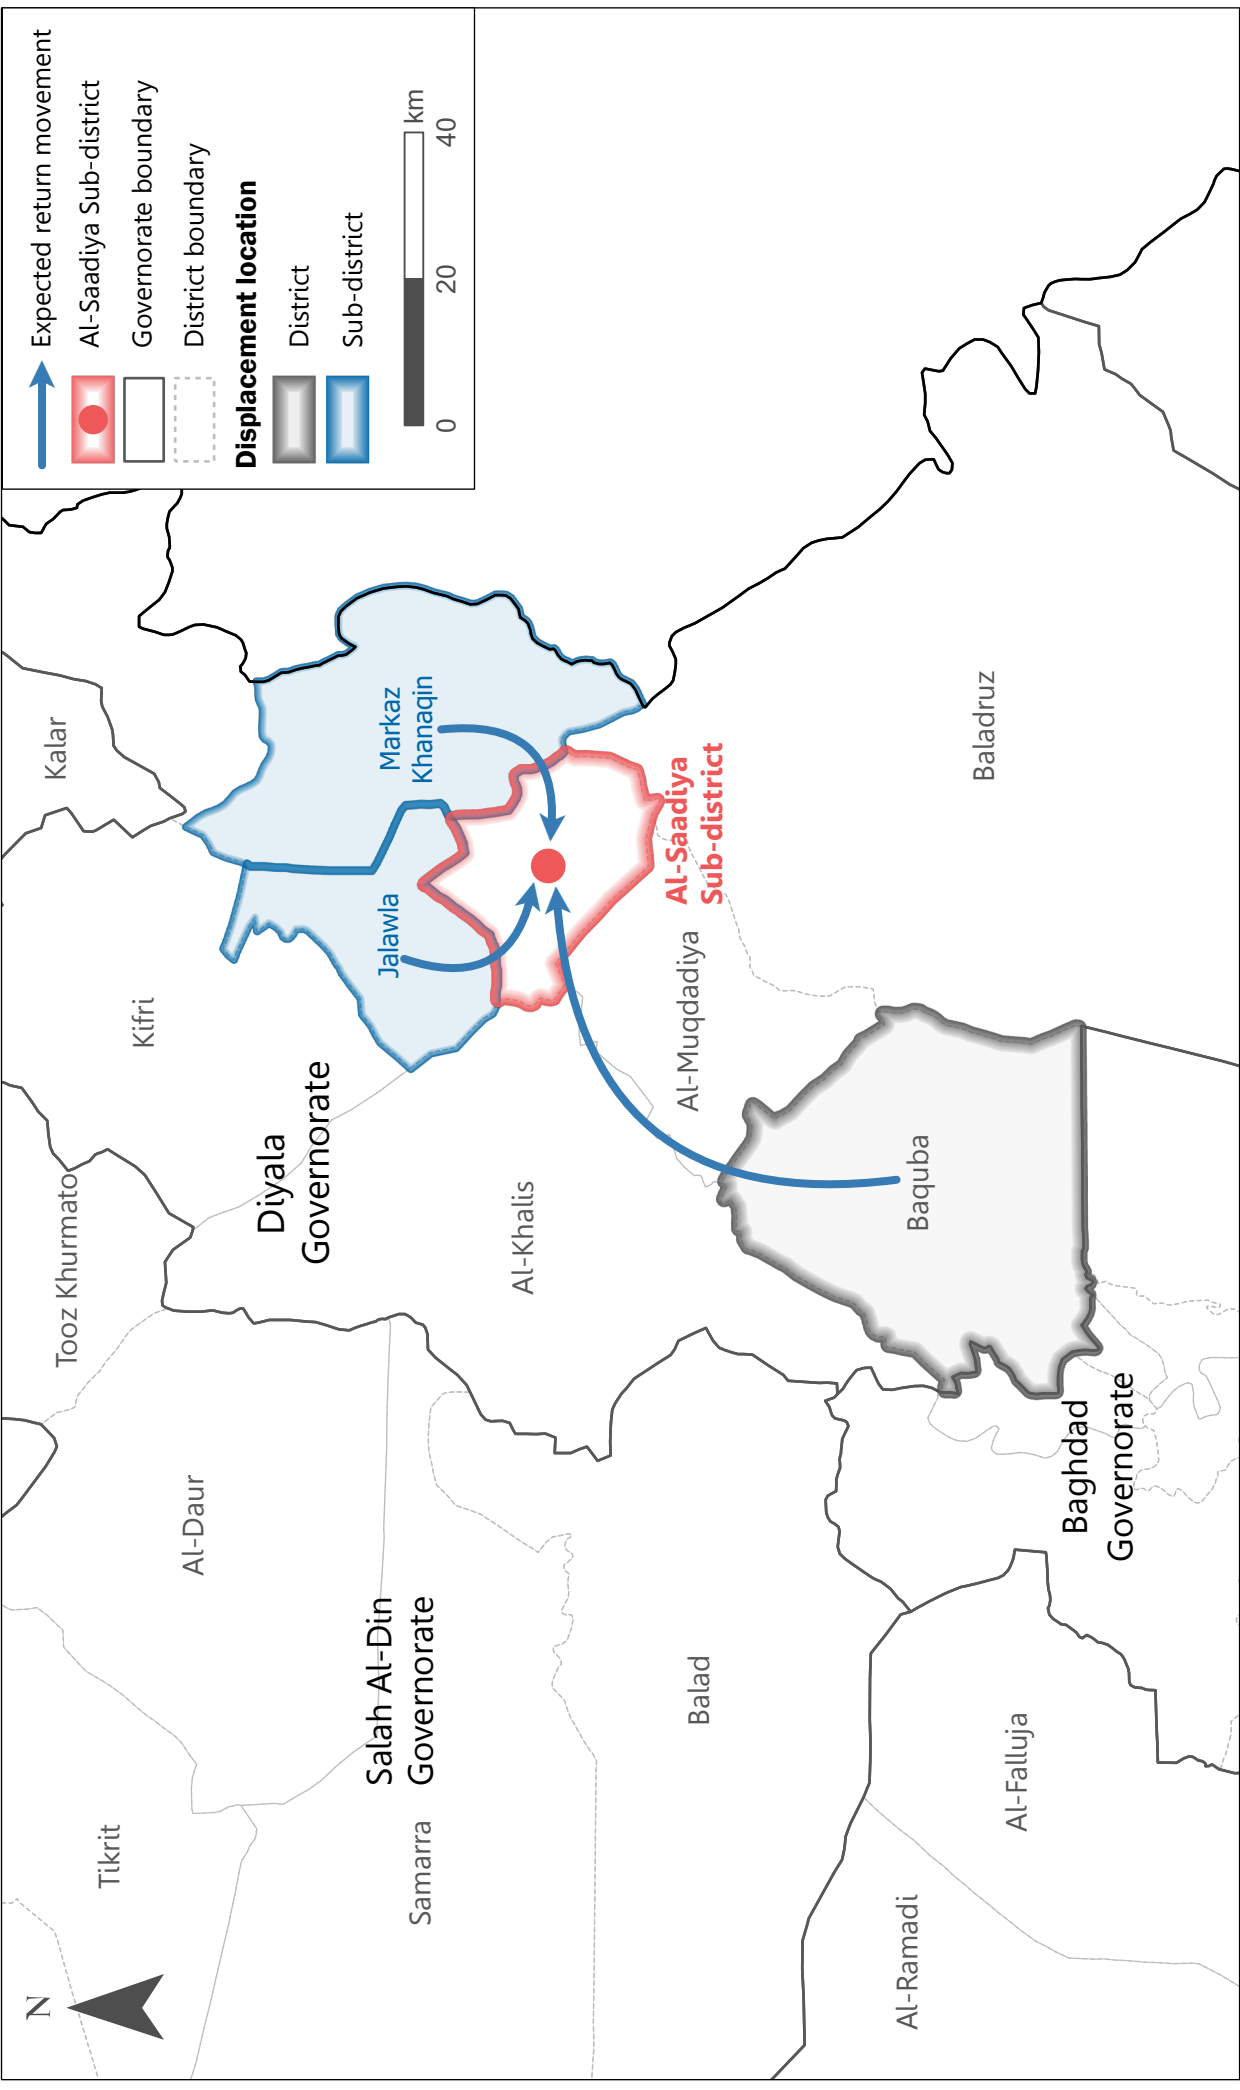 N
Tikrit
Tooz Khurmato
Kifri
Kalar
Al-Daur
Diyala
Governorate
Salah Al-Din
Governorate
Samarra
Jalawla
Markaz
Khanaqin
Al-Khalis
Al-Saadiya
Sub-district
Al-Muqdadiya
Balad
Baquba
Baladruz
Al-Ramadi
Al-Falluja
Baghdad
Governorate
Expected return movement
Al-Saadiya Sub-district
Governorate boundary
District boundary
Displacement location
District
Sub-district
km
0 20 40